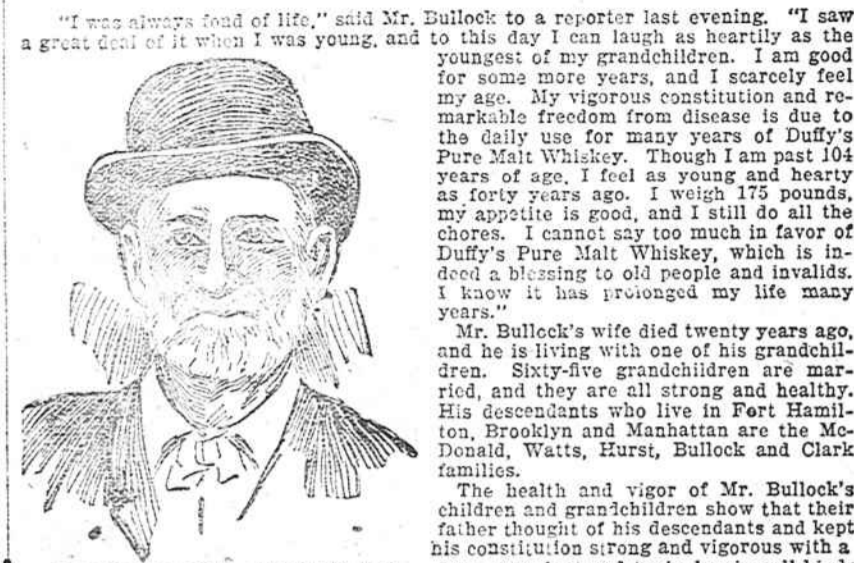 "I was always fond of life," said Mr. Bullock to a reporter last evening. "I saw
a great deal of it when I was young, and to this day I can laugh as heartily as the
youngest of my grandchildren. I am good
for some more years, and I scarcely feel
my age. My vigorous constitution and re-
markable freedom from disease is due to
the daily use for many years of Duffy's
Pure Malt Whiskey. Though I am past 104
years of age, I feel as young and hearty
as forty years ago. I weigh 175 pounds,
my appetite is good, and I still do all the
chores. I cannot say too much in favor of
Duffy's Pure Malt Whiskey, which is in-
deed a blessing to old people and invalids.
I know it has prolonged my life many
years."
Mr. Bullock's wife died twenty years ago,
and he is living with one of his grandchil-
dren. Sixty-five grandchildren are mar-
ried, and they are all strong and healthy.
His descendants who live in Fort Hamil-
ton, Brooklyn and Manhattan are the Mc-
Donald, Watts, Hurst, Bullock and Clark
families.
The health and vigor of Mr. Bullock's
children and grandchildren show that their
father thought of his descendants and kept
his constitution strong and vigorous with a